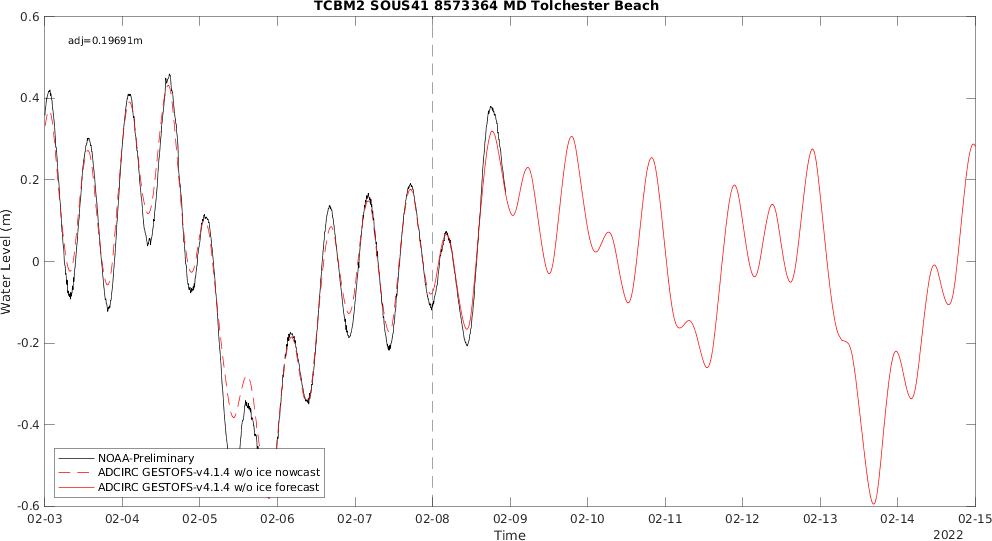 TCBM2 SOUS41 8573364 MD Tolchester Beach
adj=0.19691m
0.6
0.4
0.2
0
-0.2
-0.4
-0.6
Water Level (m)
NOAA-Preliminary
ADCIRC GESTOFS-v4.1.4 w/o ice nowcast
ADCIRC GESTOFS-v4.1.4 w/o ice forecast
02-03 02-04 02-05 02-06 02-07 02-08 02-09 02-10 02-11 02-12 02-13 02-14 02-15
Time
2022